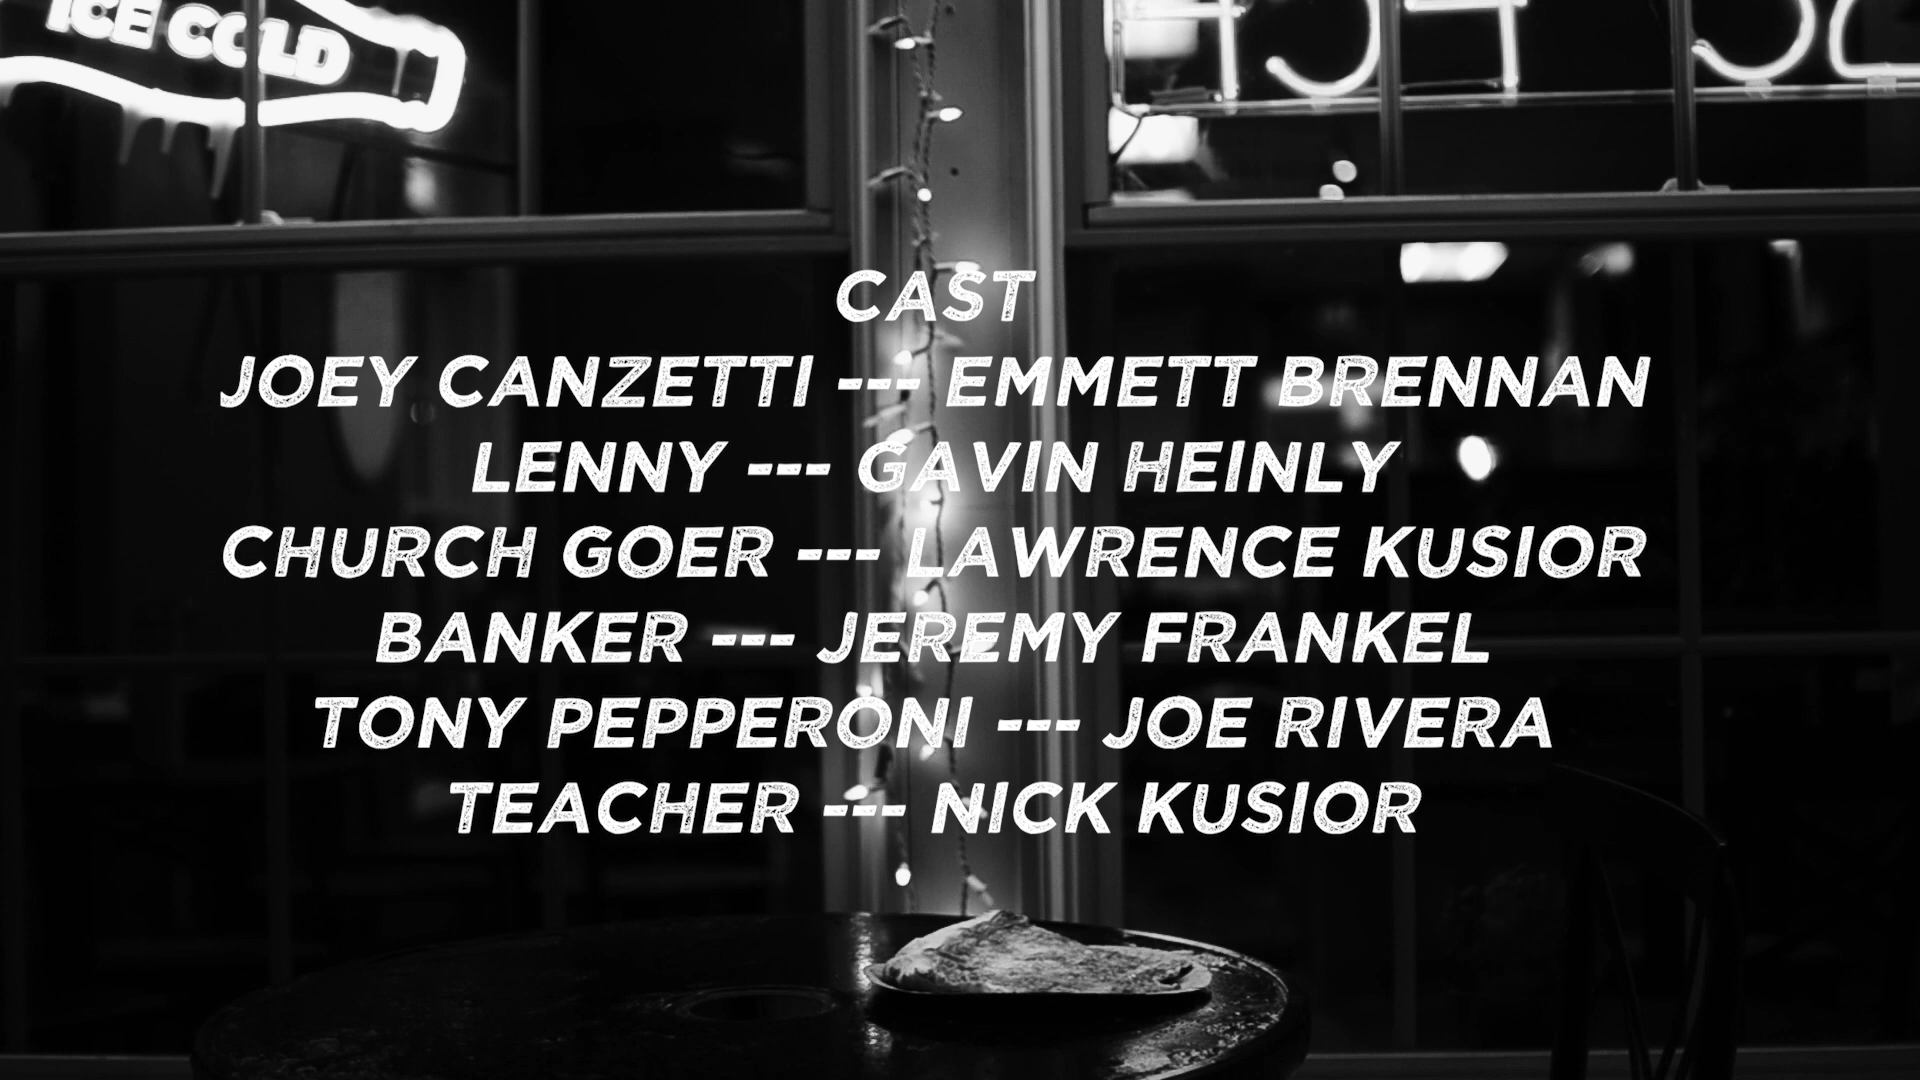 ICE COLD
CAST
JOEY CANZETTI --- EMMETT BRENNAN
LENNY --- GAVIN HEINLY
CHURCH GOER --- LAWRENCE KUSIOR
BANKER --- JEREMY FRANKEL
TONY PEPPERONI --- JOE RIVERA
TEACHER --- NICK KUSIOR